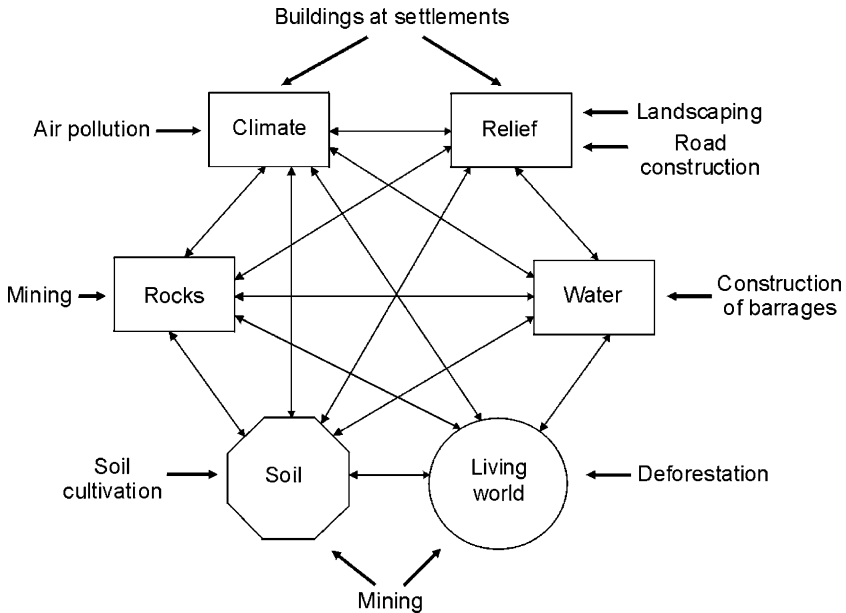 Buildings at settlements
Air pollution
Climate
Relief
Landscaping
Road
construction
Mining
Rocks
Water
Construction
of barrages
Soil
cultivation
Soil
Living
world
Deforestation
Mining